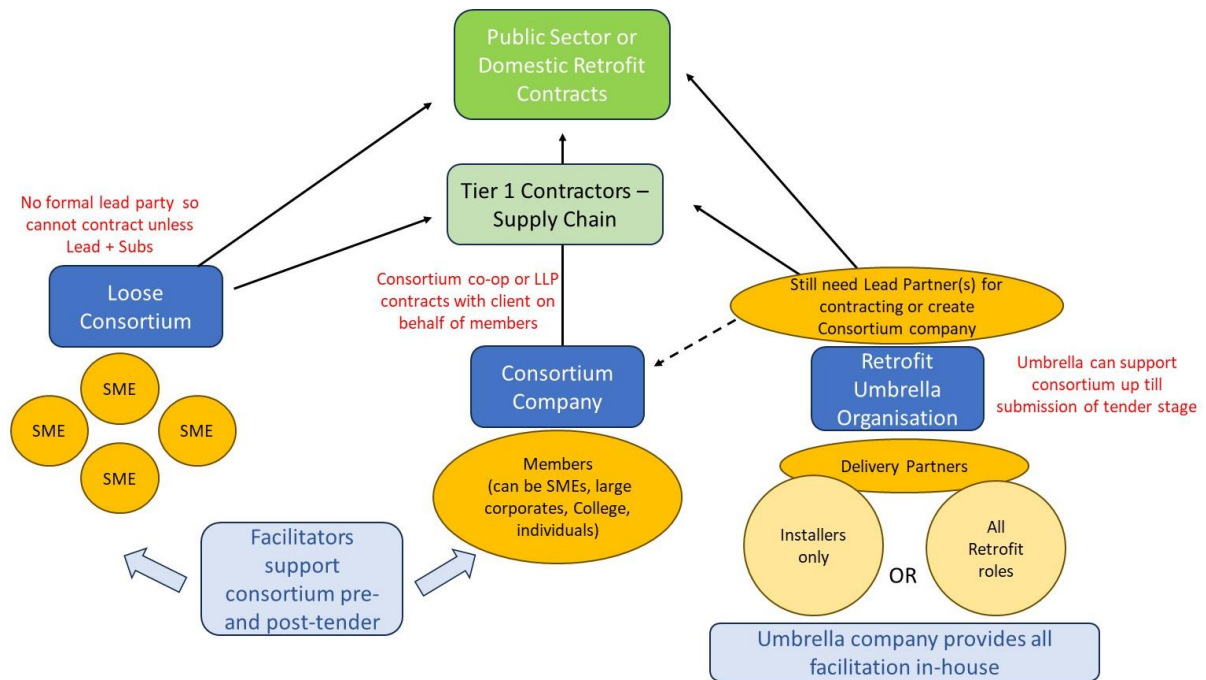 Public Sector or
Domestic Retrofit
Contracts
Tier 1 Contractors –
Supply Chain
No formal lead party so
cannot contract unless
Lead + Subs
Loose
Consortium
SME
SME
SME
SME
Consortium co-op or LLP
contracts with client on
behalf of members
Consortium
Company
Members
(can be SMEs, large
corporates, College,
individuals)
Facilitators
support
consortium pre-
and post-tender
Still need Lead Partner(s) for
contracting or create
Consortium company
Retrofit
Umbrella
Organisation
Umbrella can support
consortium up till
submission of tender stage
Delivery Partners
Installers
only
OR
All
Retrofit
roles
Umbrella company provides all
facilitation in-house